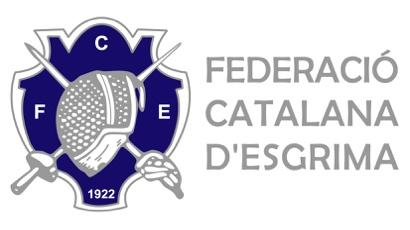 C
F E
1922
FEDERACIÓ
CATALANA
D'ESGRIMA